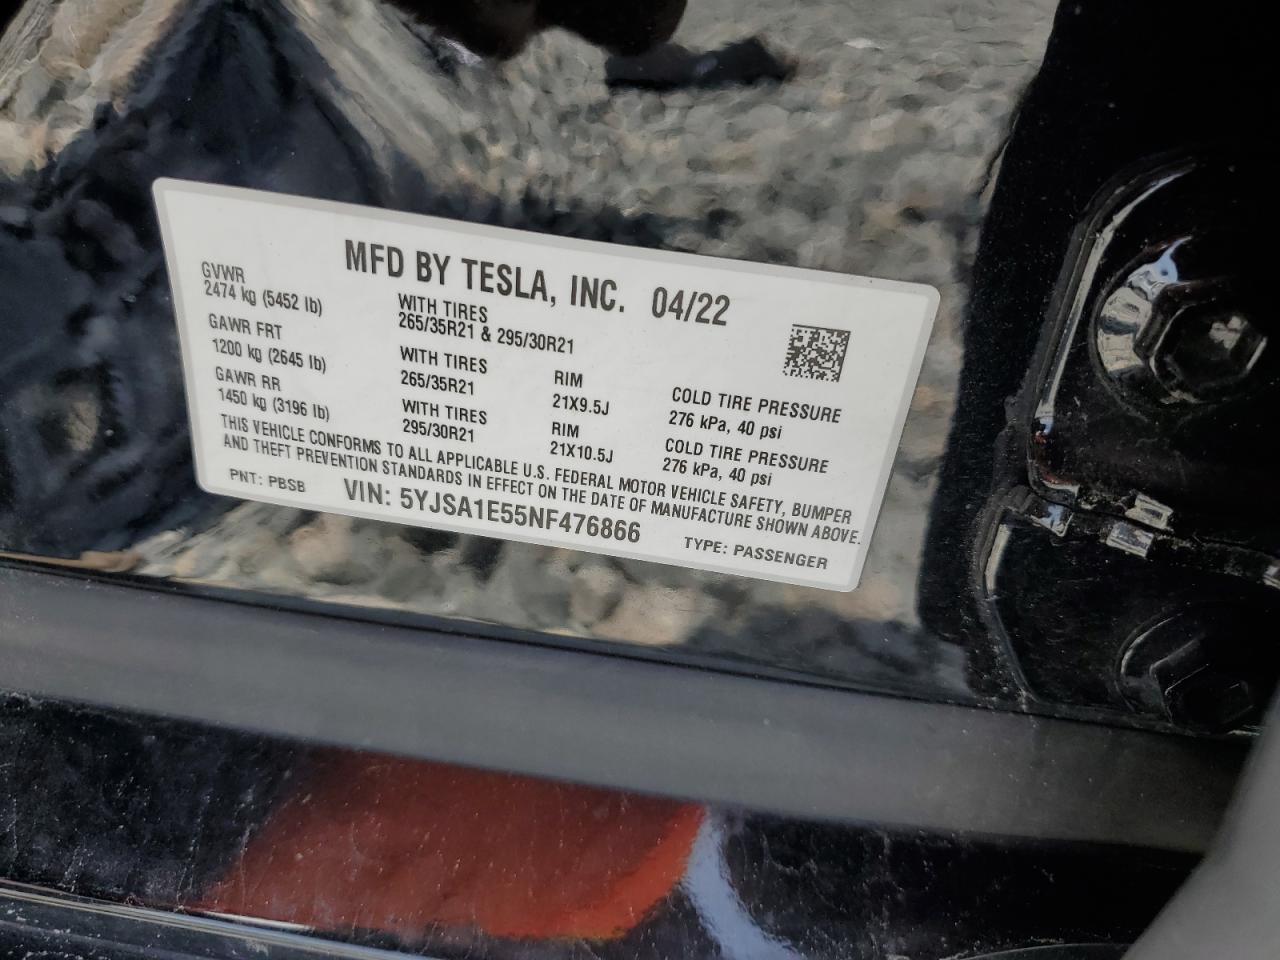 MFD BY TESLA, INC. 04/22
GVWR
2474 kg (5452 lb)
WITH TIRES
265/35R21 & 295/30R21
GAWR FRT
1200 kg (2645 lb)
WITH TIRES
265/35R21
RIM
21X9.5J
COLD TIRE PRESSURE
276 kPa, 40 psi
GAWR RR
1450 kg (3196 lb)
WITH TIRES
295/30R21
RIM
21X10.5J
COLD TIRE PRESSURE
276 kPa, 40 psi
THIS VEHICLE CONFORMS TO ALL APPLICABLE U.S. FEDERAL MOTOR VEHICLE SAFETY, BUMPER
AND THEFT PREVENTION STANDARDS IN EFFECT ON THE DATE OF MANUFACTURE SHOWN ABOVE.
PNT: PBSB
VIN: 5YJSA1E55NF476866
TYPE: PASSENGER